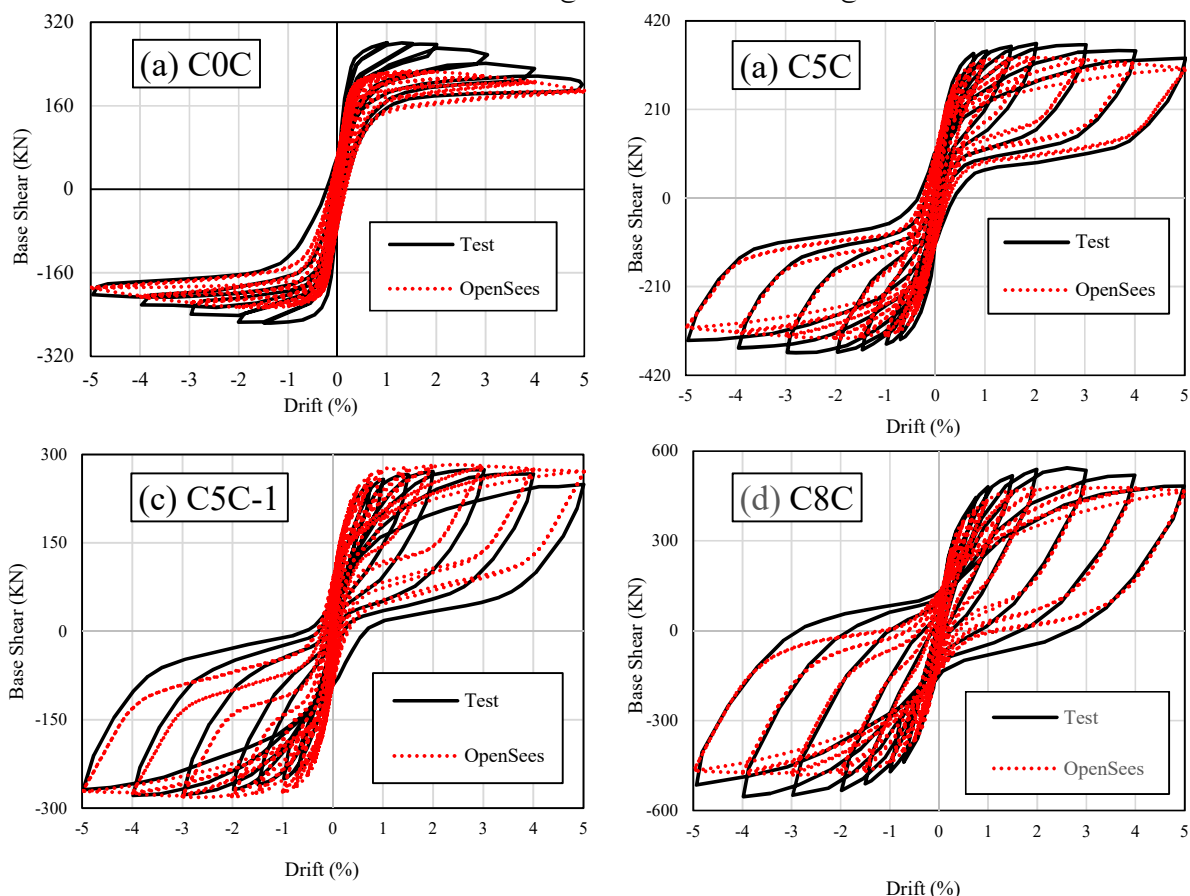 (a) C0C
Base Shear (KN)
320
160
0
-160
-320
-5 -4 -3 -2 -1 0 1 2 3 4 5
Drift (%)
Test
OpenSees
(a) C5C
Base Shear (KN)
420
210
0
-210
-420
-5 -4 -3 -2 -1 0 1 2 3 4 5
Drift (%)
Test
OpenSees
(c) C5C-1
Base Shear (KN)
300
150
0
-150
-300
-5 -4 -3 -2 -1 0 1 2 3 4 5
Drift (%)
Test
OpenSees
(d) C8C
Base Shear (KN)
600
300
0
-300
-600
-5 -4 -3 -2 -1 0 1 2 3 4 5
Drift (%)
Test
OpenSees